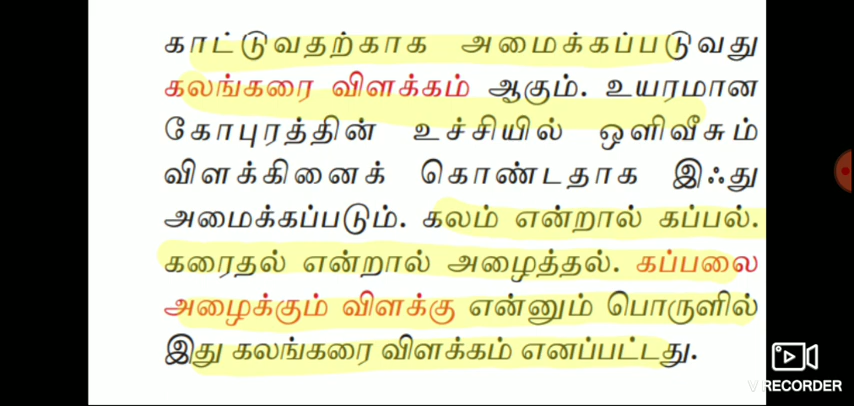 காட்டுவதற்காக அமைக்கப்படுவது
கலங்கரை விளக்கம் ஆகும். உயரமான
கோபுரத்தின் உச்சியில் ஒளிவீசும்
விளக்கினைக் கொண்டதாக இஃது
அமைக்கப்படும். கலம் என்றால் கப்பல்.
கரைதல் என்றால் அழைத்தல். கப்பலை
அழைக்கும் விளக்கு என்னும் பொருளில்
இது கலங்கரை விளக்கம் எனப்பட்டது.
V RECORDER